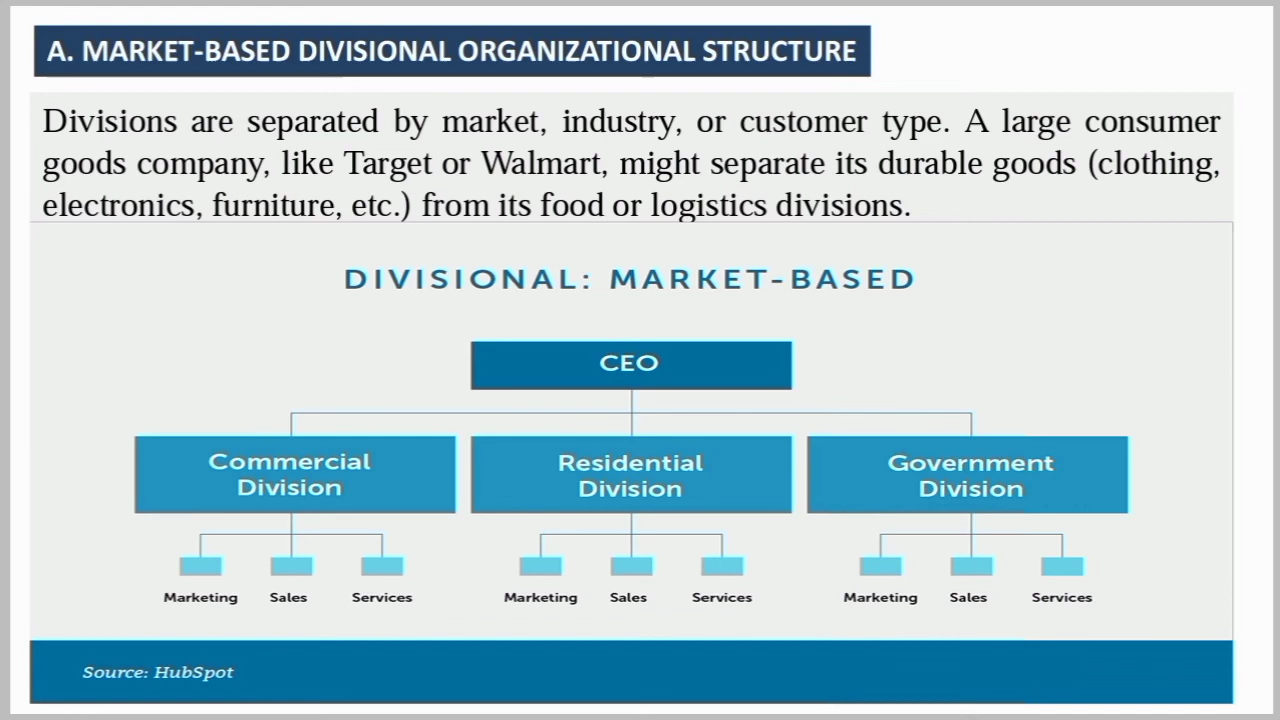 A. MARKET-BASED DIVISIONAL ORGANIZATIONAL STRUCTURE
Divisions are separated by market, industry, or customer type. A large consumer
goods company, like Target or Walmart, might separate its durable goods (clothing,
electronics, furniture, etc.) from its food or logistics divisions.
DIVISIONAL: MARKET-BASED
CEO
Commercial
Division
Residential
Division
Government
Division
Marketing Sales Services
Marketing Sales Services
Marketing Sales Services
Source: HubSpot